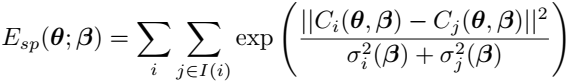 $E_{sp}(\boldsymbol{\theta}; \boldsymbol{\beta}) = \sum_{i} \sum_{j \in I(i)} \exp \left( \frac{||C_i(\boldsymbol{\theta}, \boldsymbol{\beta}) - C_j(\boldsymbol{\theta}, \boldsymbol{\beta})||^2}{\sigma_i^2(\boldsymbol{\beta}) + \sigma_j^2(\boldsymbol{\beta})} \right)$